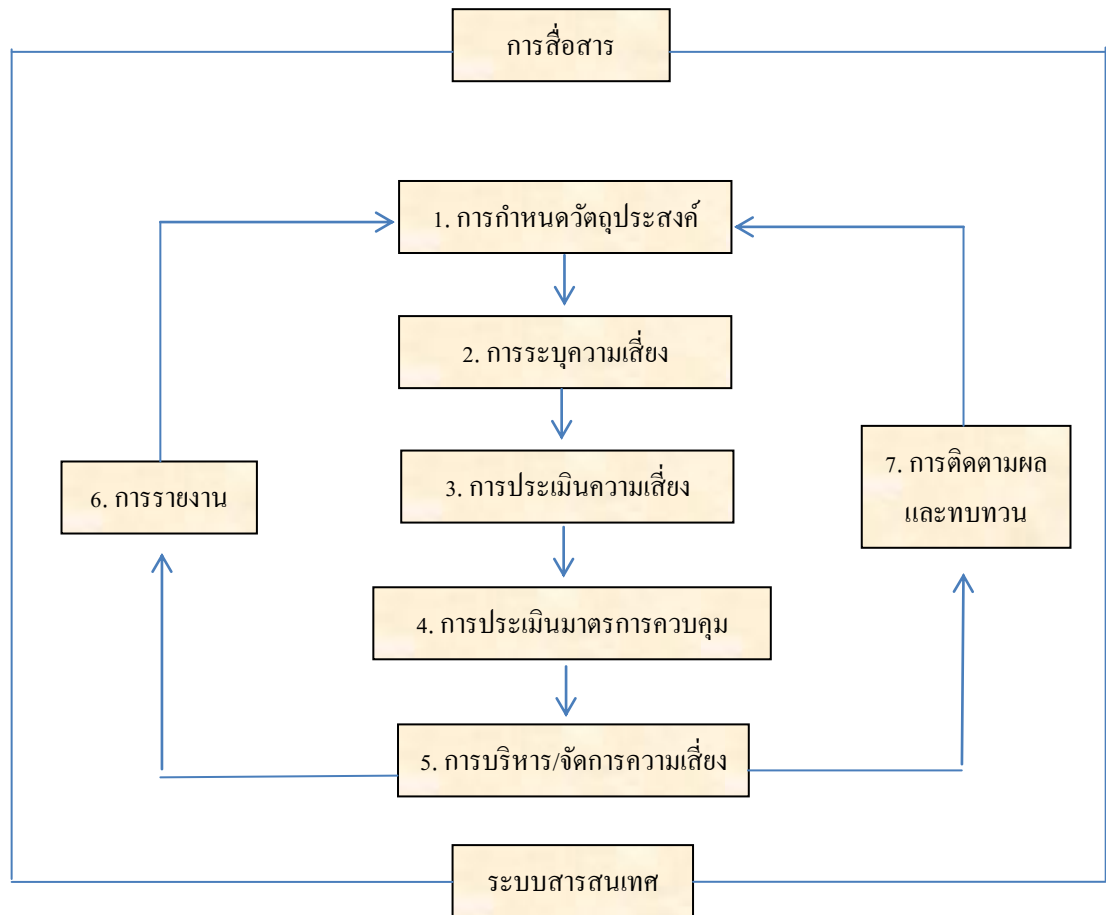 การสื่อสาร
1. การกำหนดวัตถุประสงค์
2. การระบุความเสี่ยง
3. การประเมินความเสี่ยง
6. การรายงาน
7. การติดตามผล
และทบทวน
4. การประเมินมาตรการควบคุม
5. การบริหาร/จัดการความเสี่ยง
ระบบสารสนเทศ